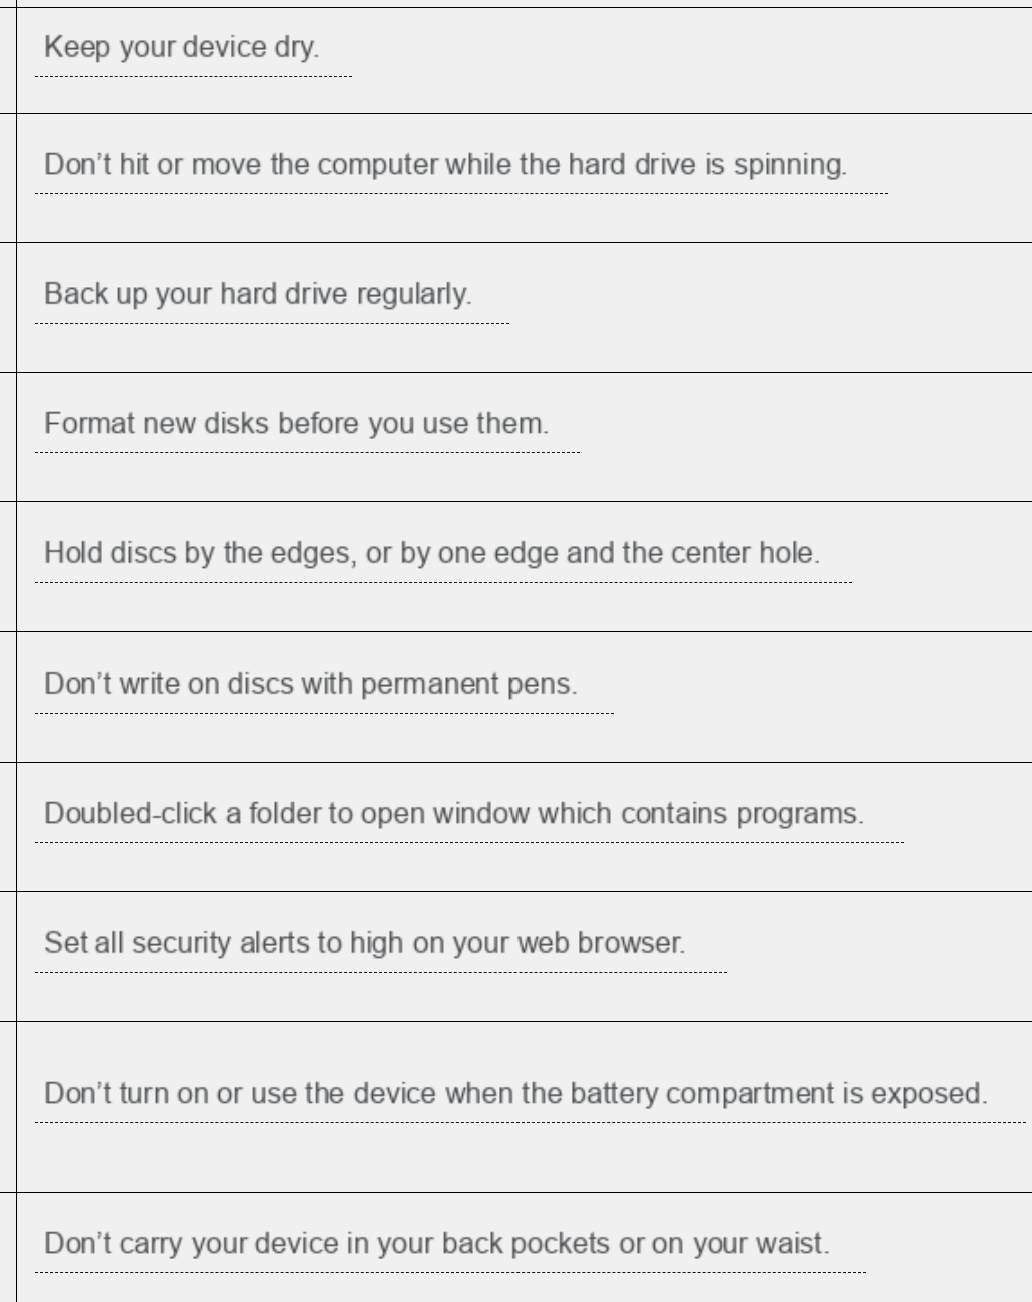 Keep your device dry.
Don’t hit or move the computer while the hard drive is spinning.
Back up your hard drive regularly.
Format new disks before you use them.
Hold discs by the edges, or by one edge and the center hole.
Don’t write on discs with permanent pens.
Doubled-click a folder to open window which contains programs.
Set all security alerts to high on your web browser.
Don’t turn on or use the device when the battery compartment is exposed.
Don’t carry your device in your back pockets or on your waist.